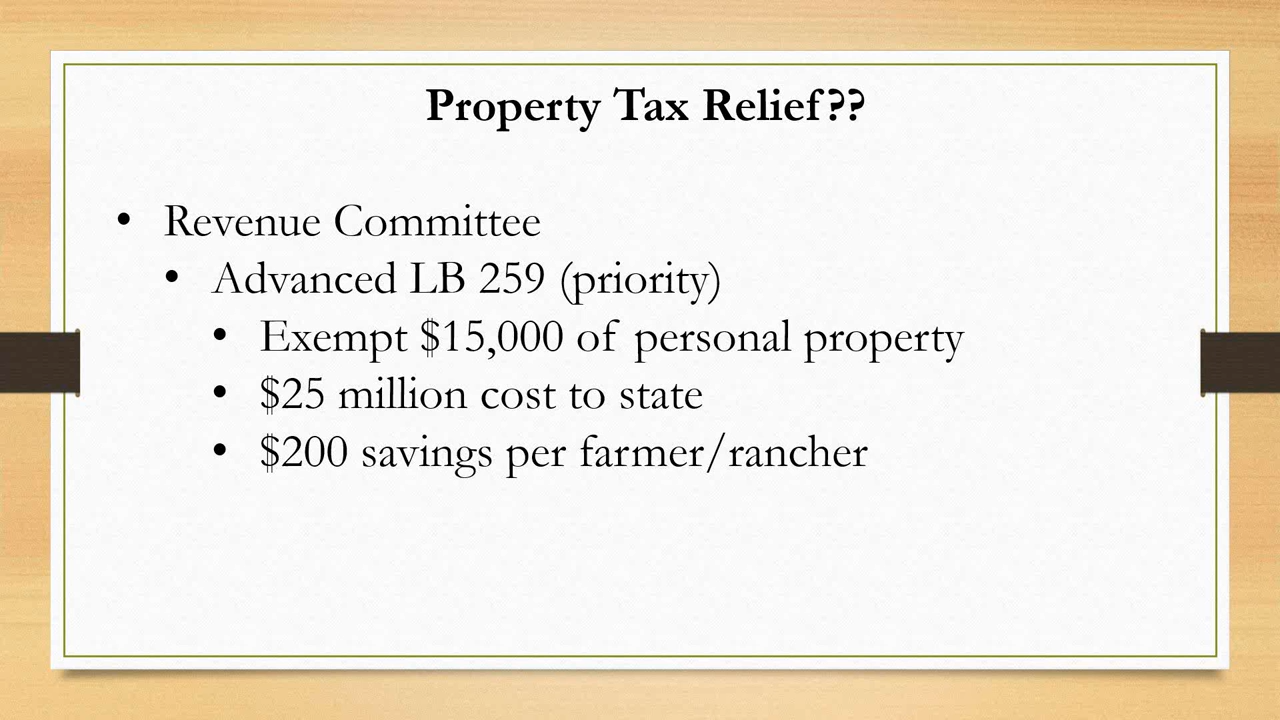 Property Tax Relief??
• Revenue Committee
• Advanced LB 259 (priority)
• Exempt $15,000 of personal property
• $25 million cost to state
• $200 savings per farmer/rancher